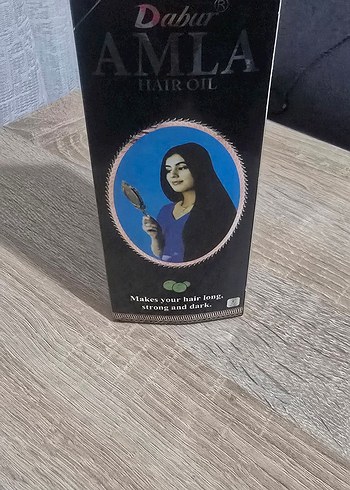 Dabur®
AMLA
HAIR OIL
Makes your hair long,
strong and dark.